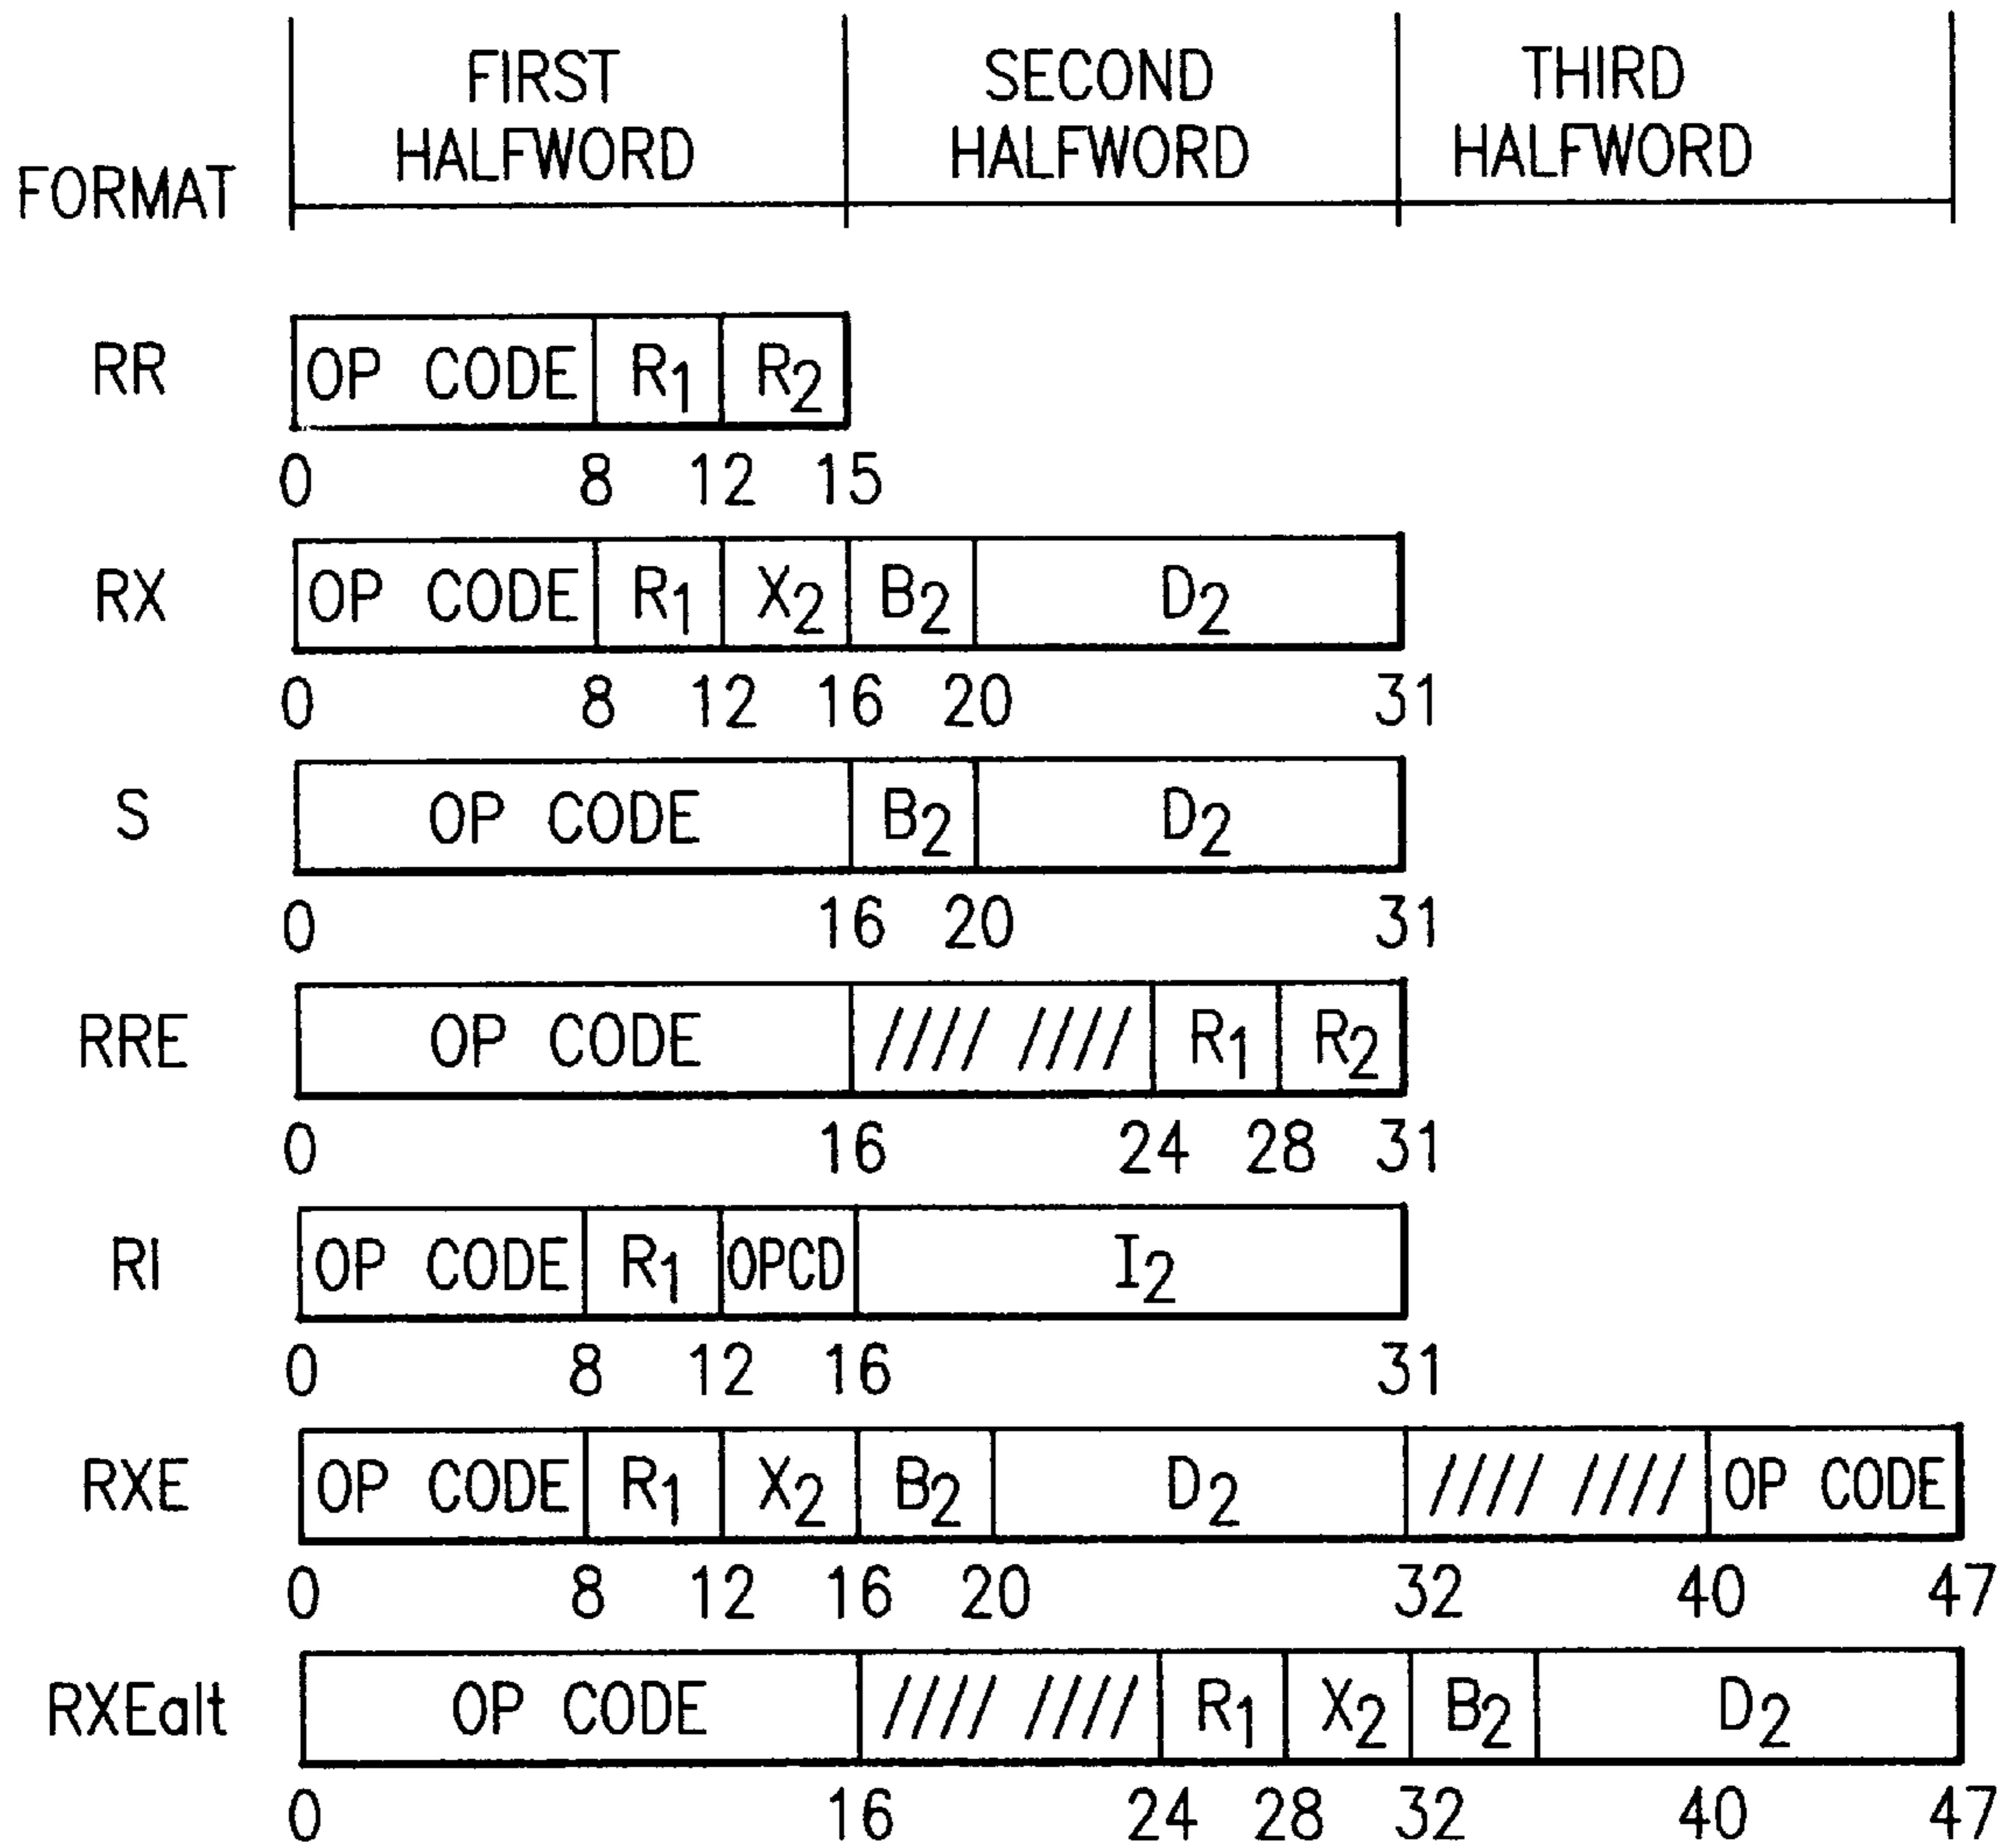 FIRST HALFWORD SECOND HALFWORD THIRD HALFWORD
FORMAT
RR OP CODE R1 R2
0 8 12 15
RX OP CODE R1 X2 B2 D2
0 8 12 16 20 31
S OP CODE B2 D2
0 16 20 31
RRE OP CODE //// //// R1 R2
0 16 24 28 31
RI OP CODE R1 OPCD I2
0 8 12 16 31
RXE OP CODE R1 X2 B2 D2 //// //// OP CODE
0 8 12 16 20 32 40 47
RXEalt OP CODE //// //// R1 X2 B2 D2
0 16 24 28 32 40 47